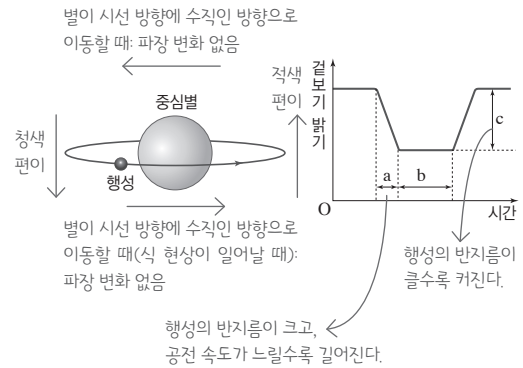 별이 시선 방향에 수직인 방향으로
이동할 때: 파장 변화 없음
적색
편이
겉보기 밝기
중심별
청색
편이
행성
a
b
c
O
시간
별이 시선 방향에 수직인 방향으로
이동할 때(식 현상이 일어날 때):
파장 변화 없음
행성의 반지름이
클수록 커진다.
행성의 반지름이 크고,
공전 속도가 느릴수록 길어진다.